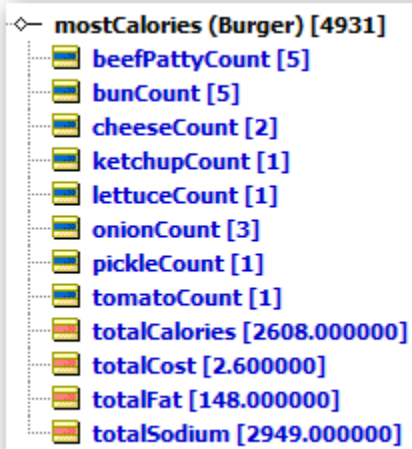 mostCalories (Burger) [4931]
beefPattyCount [5]
bunCount [5]
cheeseCount [2]
ketchupCount [1]
lettuceCount [1]
onionCount [3]
pickleCount [1]
tomatoCount [1]
totalCalories [2608.000000]
totalCost [2.600000]
totalFat [148.000000]
totalSodium [2949.000000]